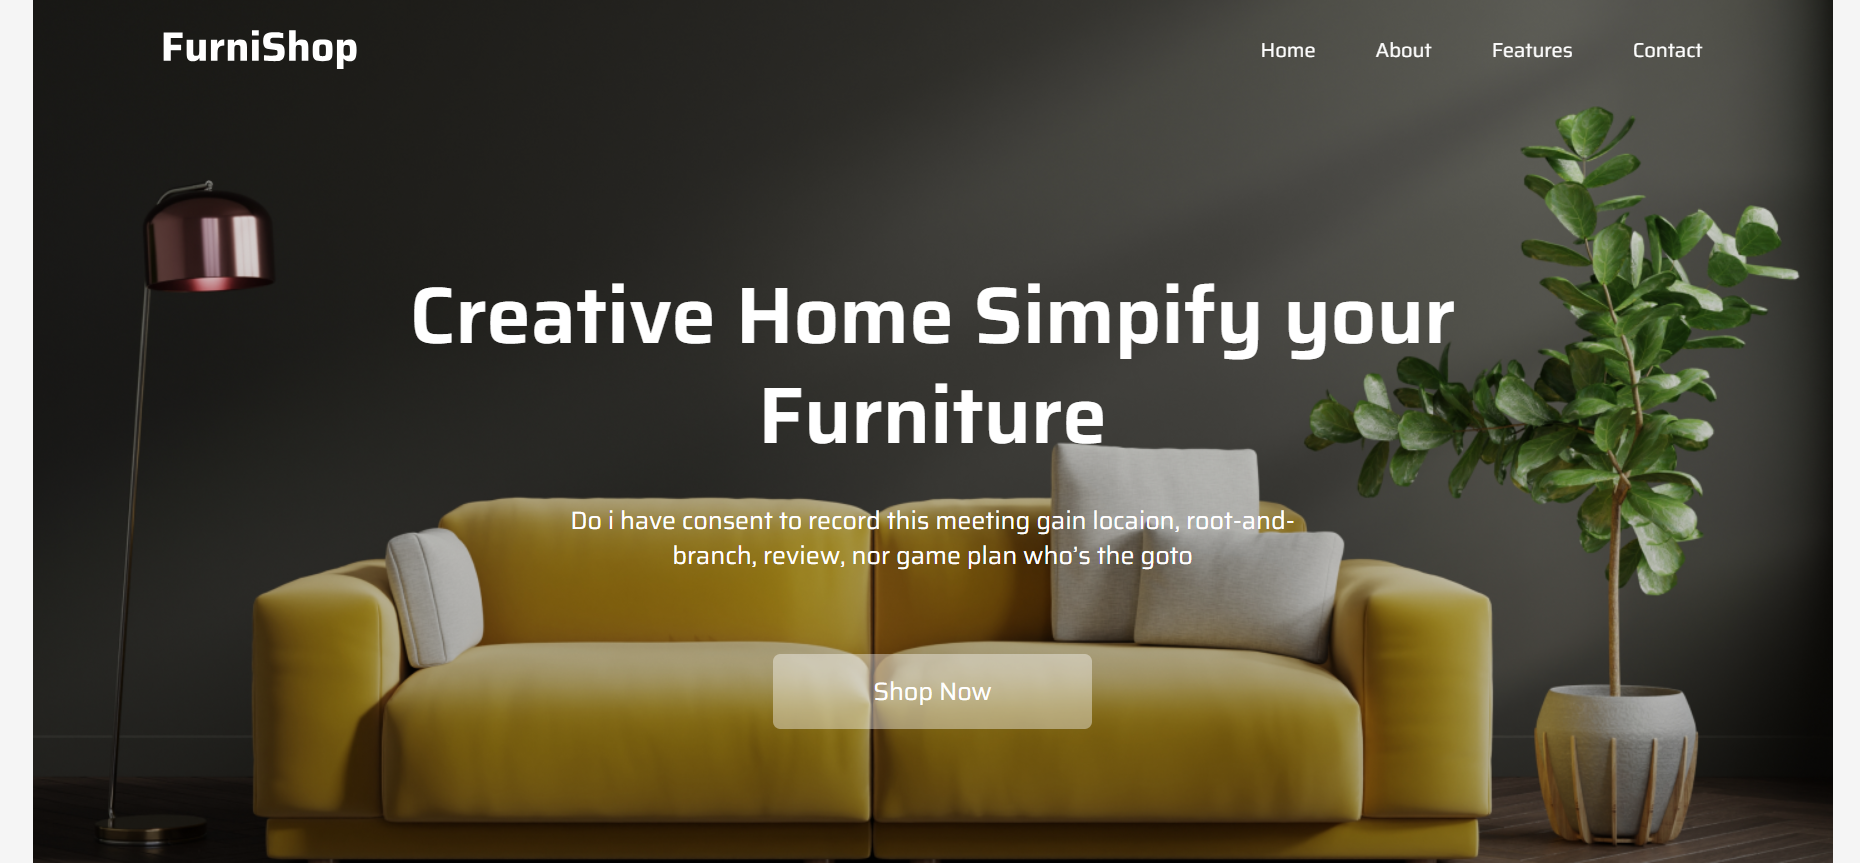 FurniShop
Home About Features Contact
Creative Home Simpify your
Furniture
Do i have consent to record this meeting gain locaion, root-and-
branch, review, nor game plan who's the goto
Shop Now